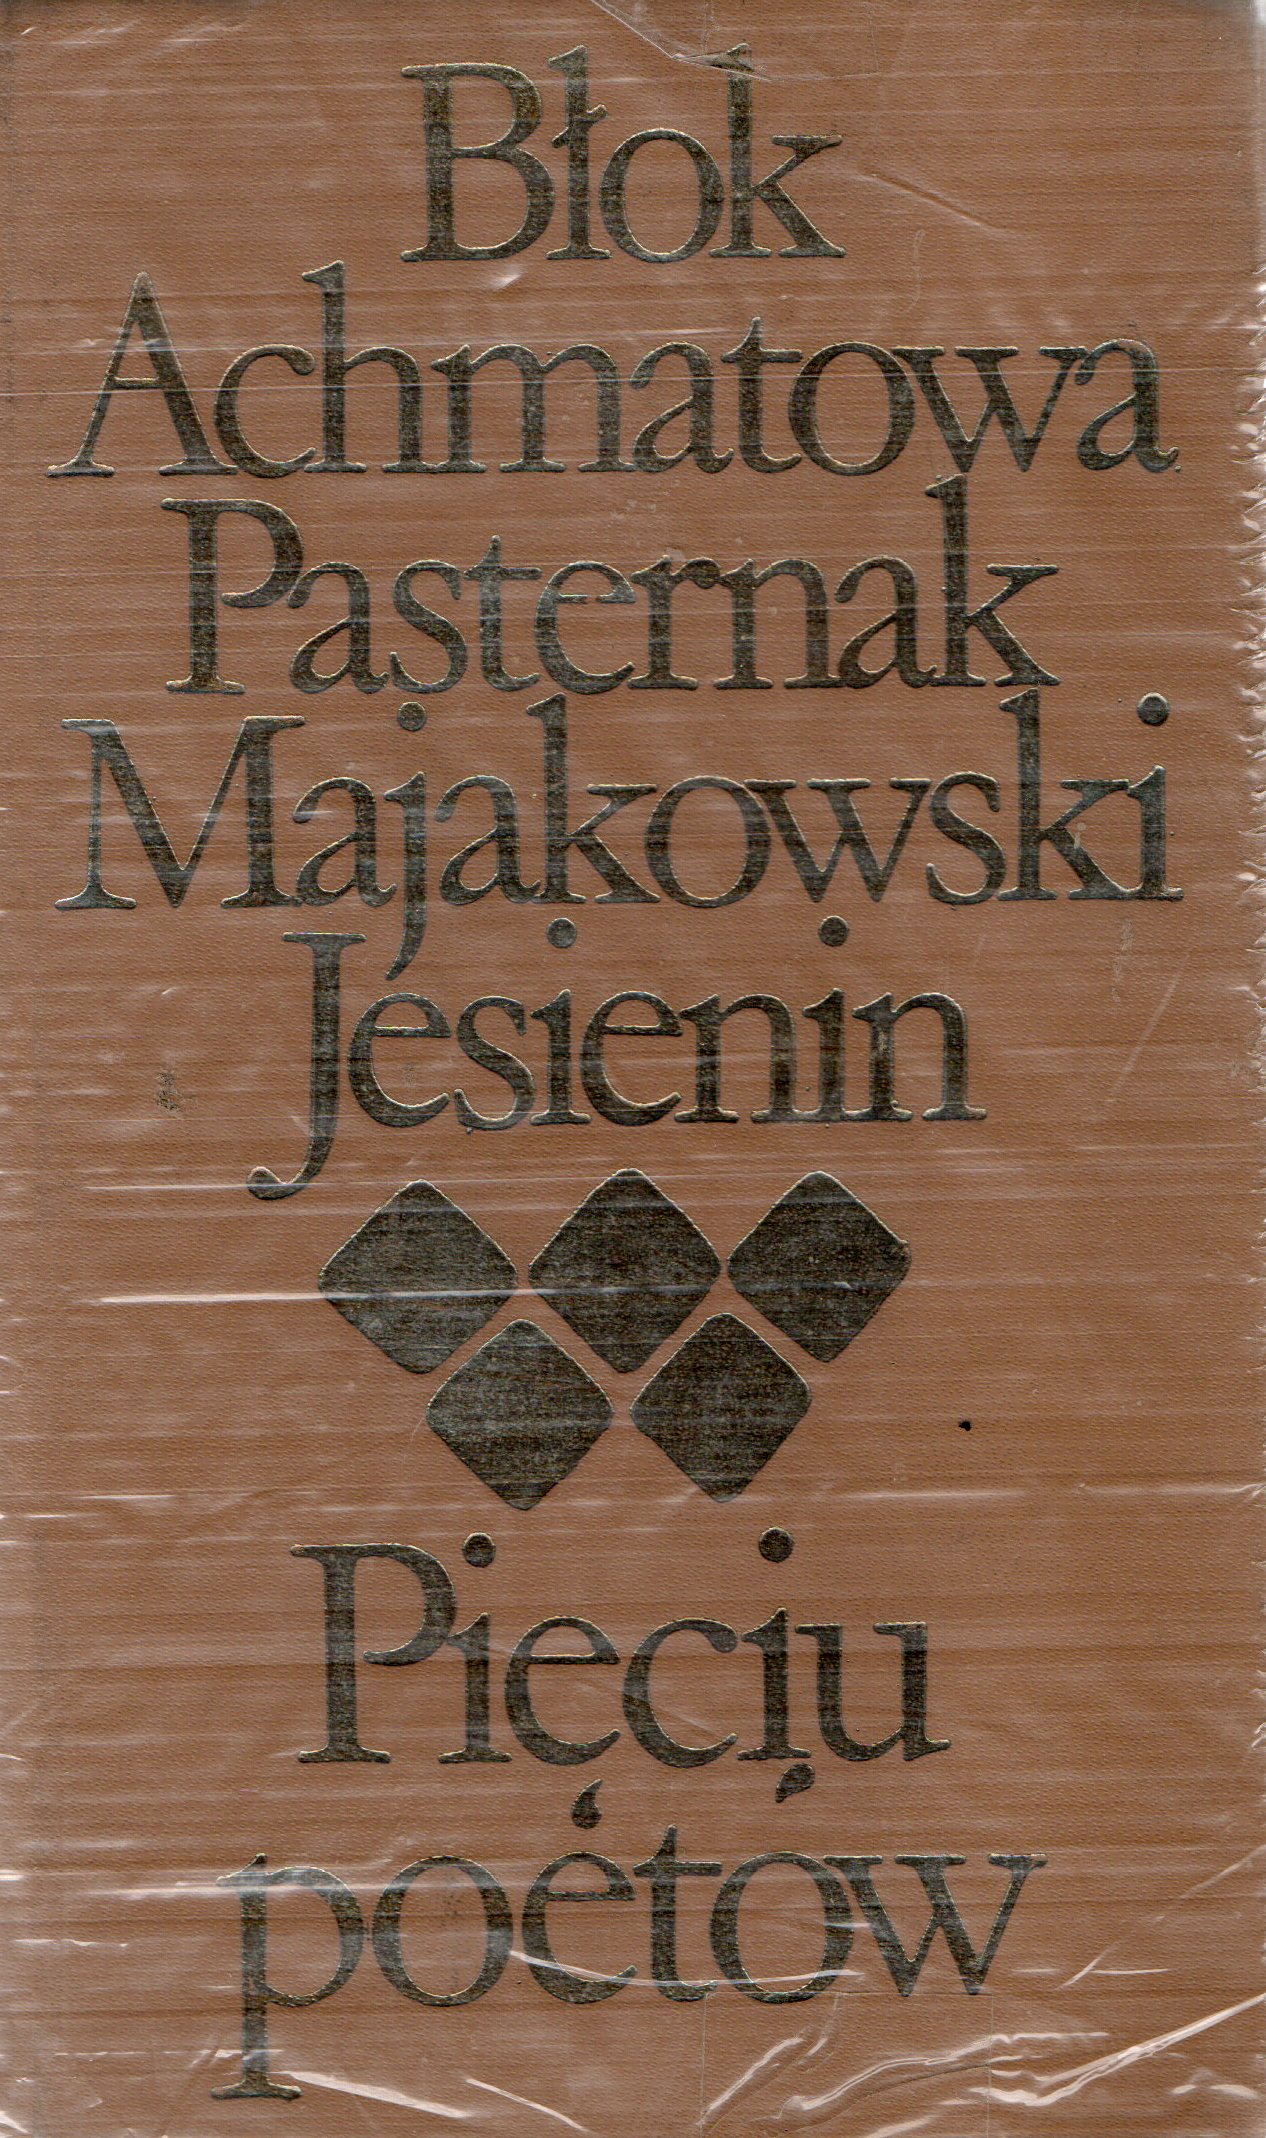 Błok
Achmatowa
Pasternak
Majakowski
Jesienin
Pięciu
poetów